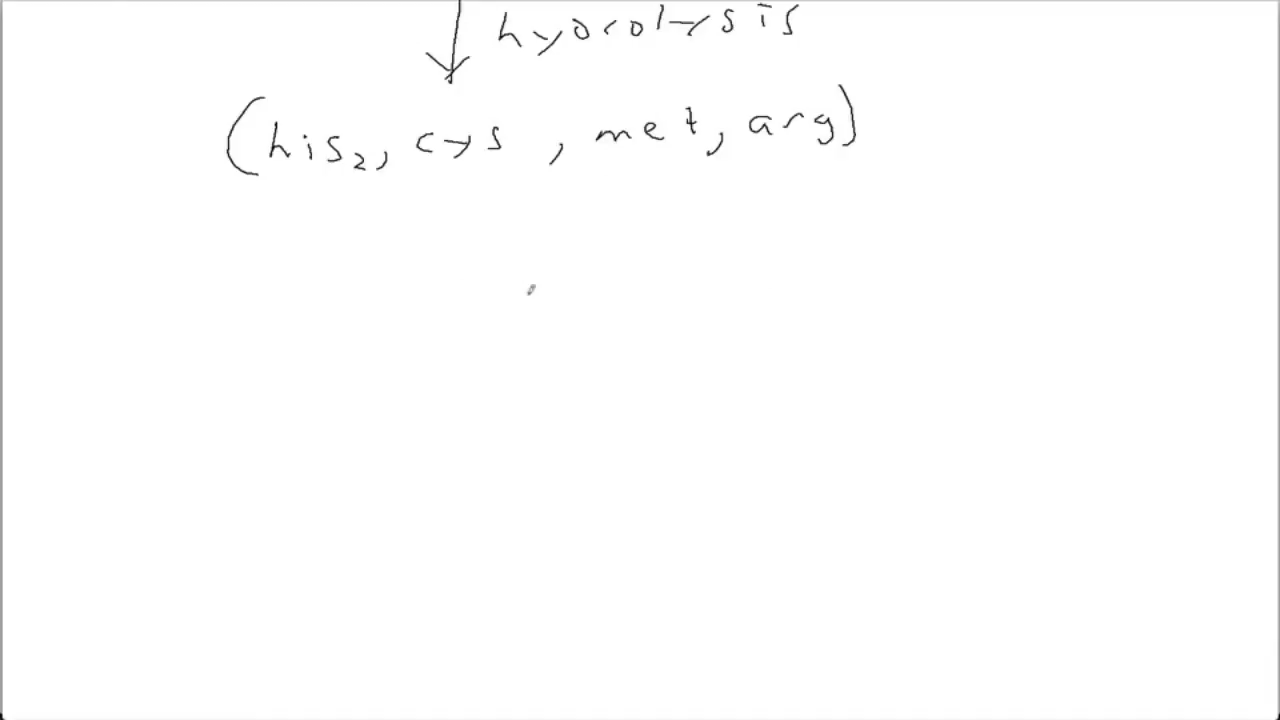 hydrolysis
(his₂, cys, met, arg)